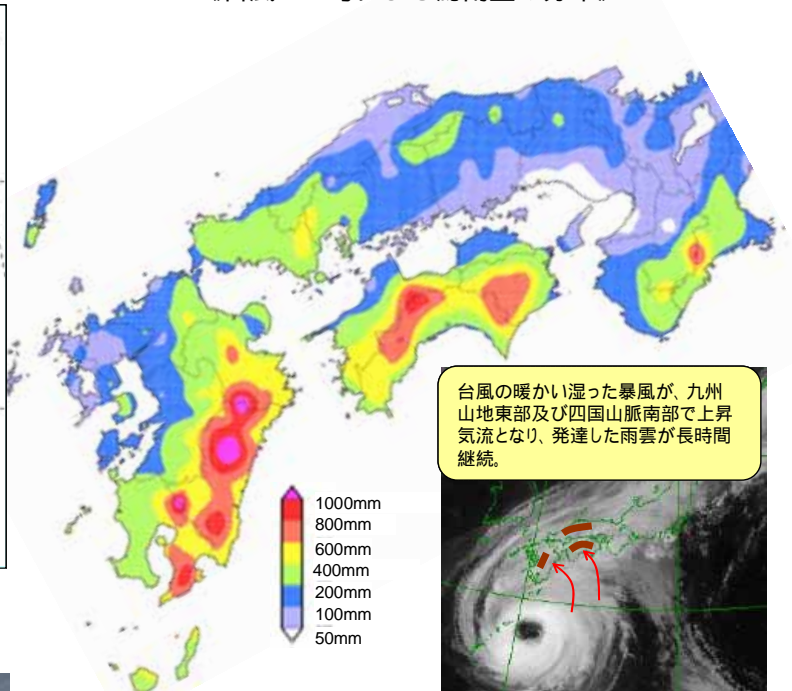 台風の暖かい湿った暴風が、九州
山地東部及び四国山脈南部で上昇
気流となり、発達した雨雲が長時間
継続。
1000mm
800mm
600mm
400mm
200mm
100mm
50mm